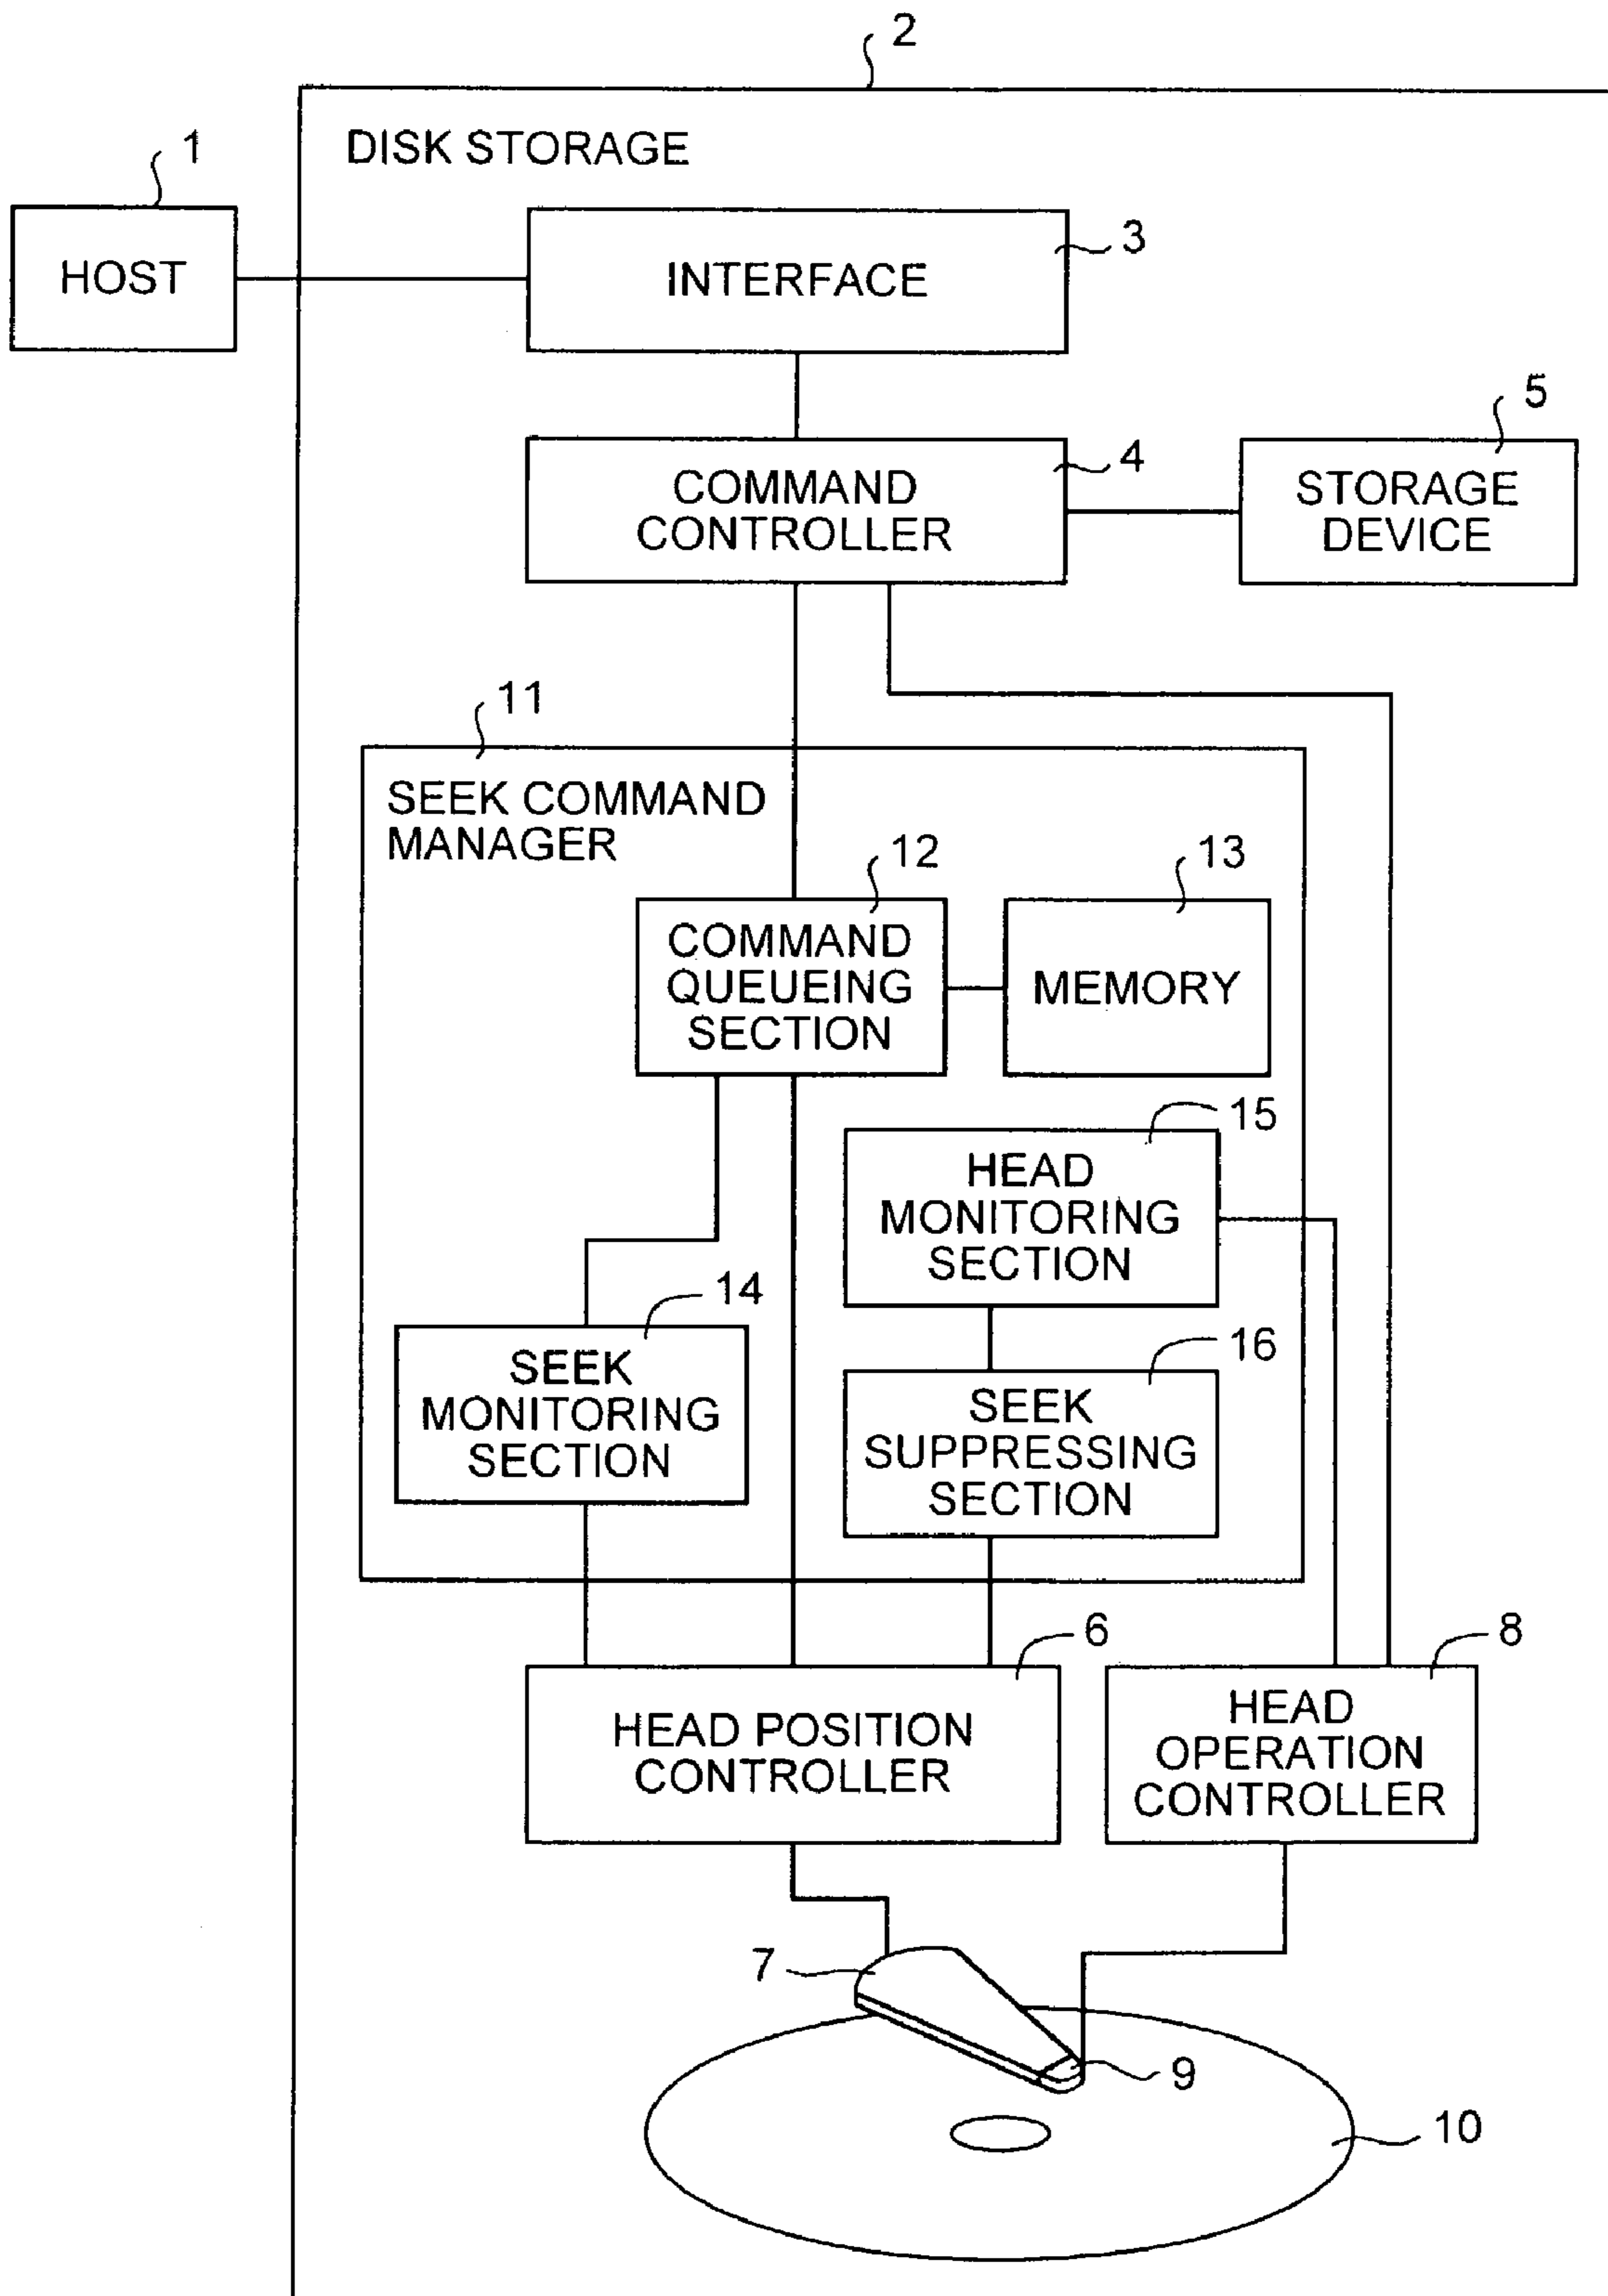 2
DISK STORAGE
1
HOST
3
INTERFACE
4
COMMAND
CONTROLLER
5
STORAGE
DEVICE
11
SEEK COMMAND
MANAGER
12
COMMAND
QUEUEING
SECTION
13
MEMORY
15
HEAD
MONITORING
SECTION
14
SEEK
MONITORING
SECTION
16
SEEK
SUPPRESSING
SECTION
6
HEAD POSITION
CONTROLLER
8
HEAD
OPERATION
CONTROLLER
7
9
10